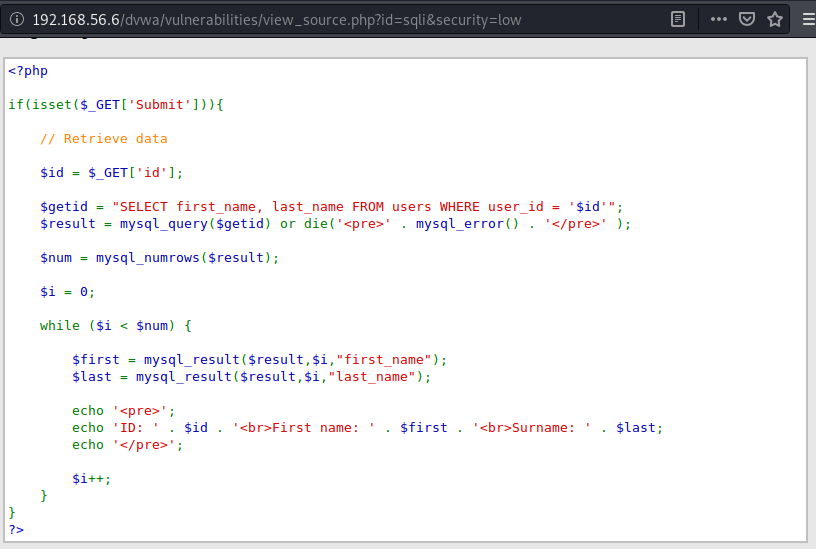 192.168.56.6/dvwa/vulnerabilities/view_source.php?id=sqli&security=low
<?php
if(isset($_GET['Submit'])){
// Retrieve data
$id = $_GET['id'];
$getid = "SELECT first_name, last_name FROM users WHERE user_id = '$id'";
$result = mysql_query($getid) or die('<pre>' . mysql_error() . '</pre>' );
$num = mysql_numrows($result);
$i = 0;
while ($i < $num) {
$first = mysql_result($result,$i,"first_name");
$last = mysql_result($result,$i,"last_name");
echo '<pre>';
echo 'ID: ' . $id . '<br>First name: ' . $first . '<br>Surname: ' . $last;
echo '</pre>';
$i++;
}
}
?>